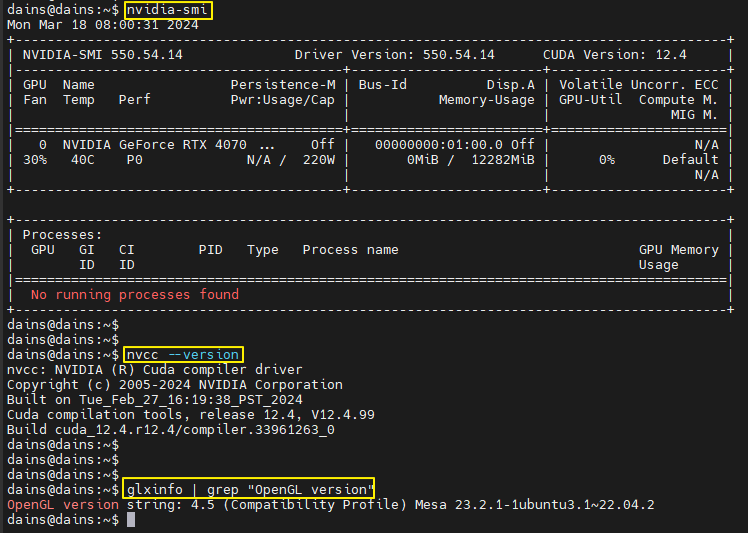 dains@dains:~$ nvidia-smi
Mon Mar 18 08:00:31 2024
+-----------------------------------------------------------------------------------------+
| NVIDIA-SMI 550.54.14              Driver Version: 550.54.14      CUDA Version: 12.4     |
|-----------------------------------------+------------------------+----------------------+
| GPU  Name                 Persistence-M | Bus-Id          Disp.A | Volatile Uncorr. ECC |
| Fan  Temp   Perf          Pwr:Usage/Cap |           Memory-Usage | GPU-Util  Compute M. |
|                                         |                        |               MIG M. |
|=========================================+========================+======================|
|   0  NVIDIA GeForce RTX 4070 ...    Off |   00000000:01:00.0 Off |                  N/A |
| 30%   40C    P0              N/A /  220W |       0MiB /  12282MiB |      0%      Default |
|                                         |                        |                  N/A |
+-----------------------------------------+------------------------+----------------------+
+-----------------------------------------------------------------------------------------+
| Processes:                                                                              |
|  GPU   GI   CI        PID   Type   Process name                              GPU Memory |
|        ID   ID                                                               Usage      |
|=========================================================================================|
|  No running processes found                                                             |
+-----------------------------------------------------------------------------------------+
dains@dains:~$
dains@dains:~$
dains@dains:~$ nvcc --version
nvcc: NVIDIA (R) Cuda compiler driver
Copyright (c) 2005-2024 NVIDIA Corporation
Built on Tue_Feb_27_16:19:38_PST_2024
Cuda compilation tools, release 12.4, V12.4.99
Build cuda_12.4.r12.4/compiler.33961263_0
dains@dains:~$
dains@dains:~$
dains@dains:~$
dains@dains:~$ glxinfo | grep "OpenGL version"
OpenGL version string: 4.5 (Compatibility Profile) Mesa 23.2.1-1ubuntu3.1~22.04.2
dains@dains:~$